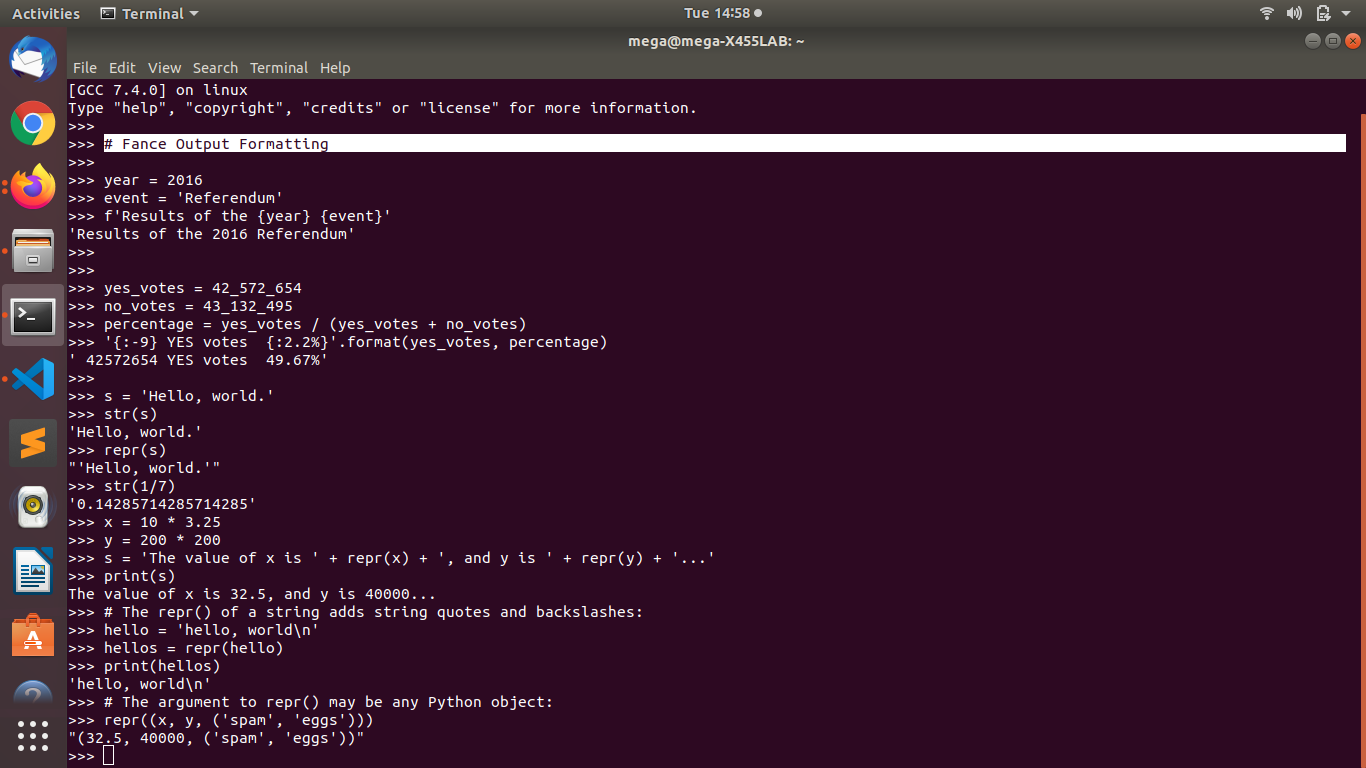 Activities Terminal Tue 14:58
mega@mega-X455LAB: ~
File Edit View Search Terminal Help
[GCC 7.4.0] on linux
Type "help", "copyright", "credits" or "license" for more information.
>>>
>>> # Fance Output Formatting
>>>
>>> year = 2016
>>> event = 'Referendum'
>>> f'Results of the {year} {event}'
'Results of the 2016 Referendum'
>>>
>>>
>>> yes_votes = 42_572_654
>>> no_votes = 43_132_495
>>> percentage = yes_votes / (yes_votes + no_votes)
>>> '{:-9} YES votes  {:2.2%}'.format(yes_votes, percentage)
' 42572654 YES votes  49.67%'
>>>
>>> s = 'Hello, world.'
>>> str(s)
'Hello, world.'
>>> repr(s)
"'Hello, world.'"
>>> str(1/7)
'0.14285714285714285'
>>> x = 10 * 3.25
>>> y = 200 * 200
>>> s = 'The value of x is ' + repr(x) + ', and y is ' + repr(y) + '...'
>>> print(s)
The value of x is 32.5, and y is 40000...
>>> # The repr() of a string adds string quotes and backslashes:
>>> hello = 'hello, world\n'
>>> hellos = repr(hello)
>>> print(hellos)
'hello, world\n'
>>> # The argument to repr() may be any Python object:
>>> repr((x, y, ('spam', 'eggs')))
"(32.5, 40000, ('spam', 'eggs'))"
>>>